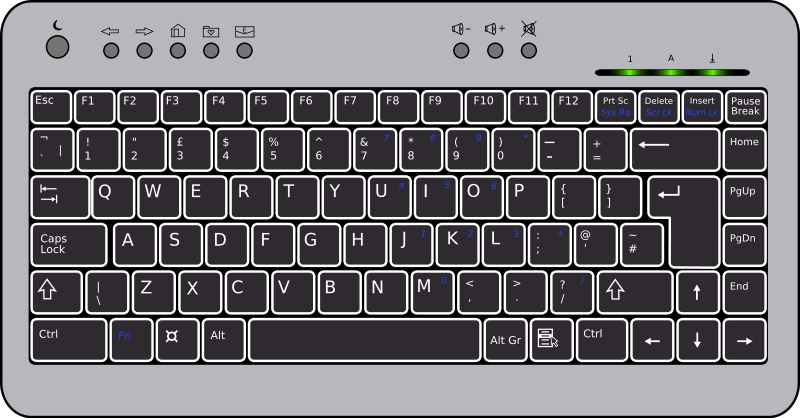 1 A
Esc F1 F2 F3 F4 F5 F6 F7 F8 F9 F10 F11 F12 Prt Sc Delete Insert Pause
Sys Rq Scr Lk Num Lk Break
¬ ! " £ $ % ^ & 7 * 8 ( 9 ) * — + Home
` | 1 2 3 4 5 6 7 8 9 0 - =
Q W E R T Y U 4 I 5 O 6 P - { } PgUp
[ ]
Caps A S D F G H J 1 K 2 L 3 : + @ ~ PgDn
Lock ; ' #
| Z X C V B N M 0 < > ? / End
\ , . /
Ctrl Fn Alt Alt Gr Ctrl